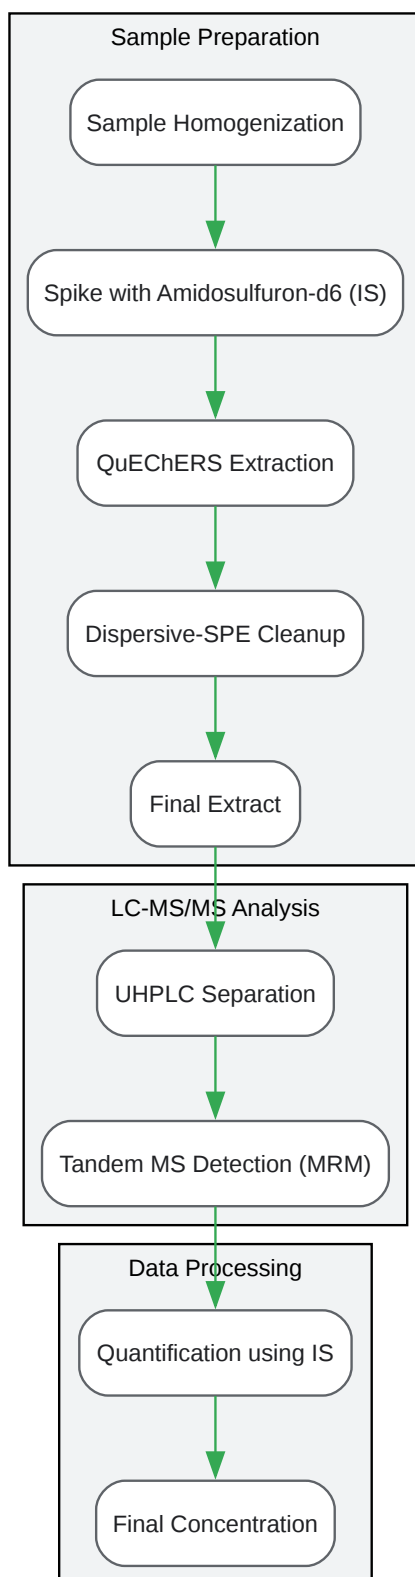 Sample Preparation
Sample Homogenization
Spike with Amidosulfuron-d6 (IS)
QuEChERS Extraction
Dispersive-SPE Cleanup
Final Extract
LC-MS/MS Analysis
UHPLC Separation
Tandem MS Detection (MRM)
Data Processing
Quantification using IS
Final Concentration